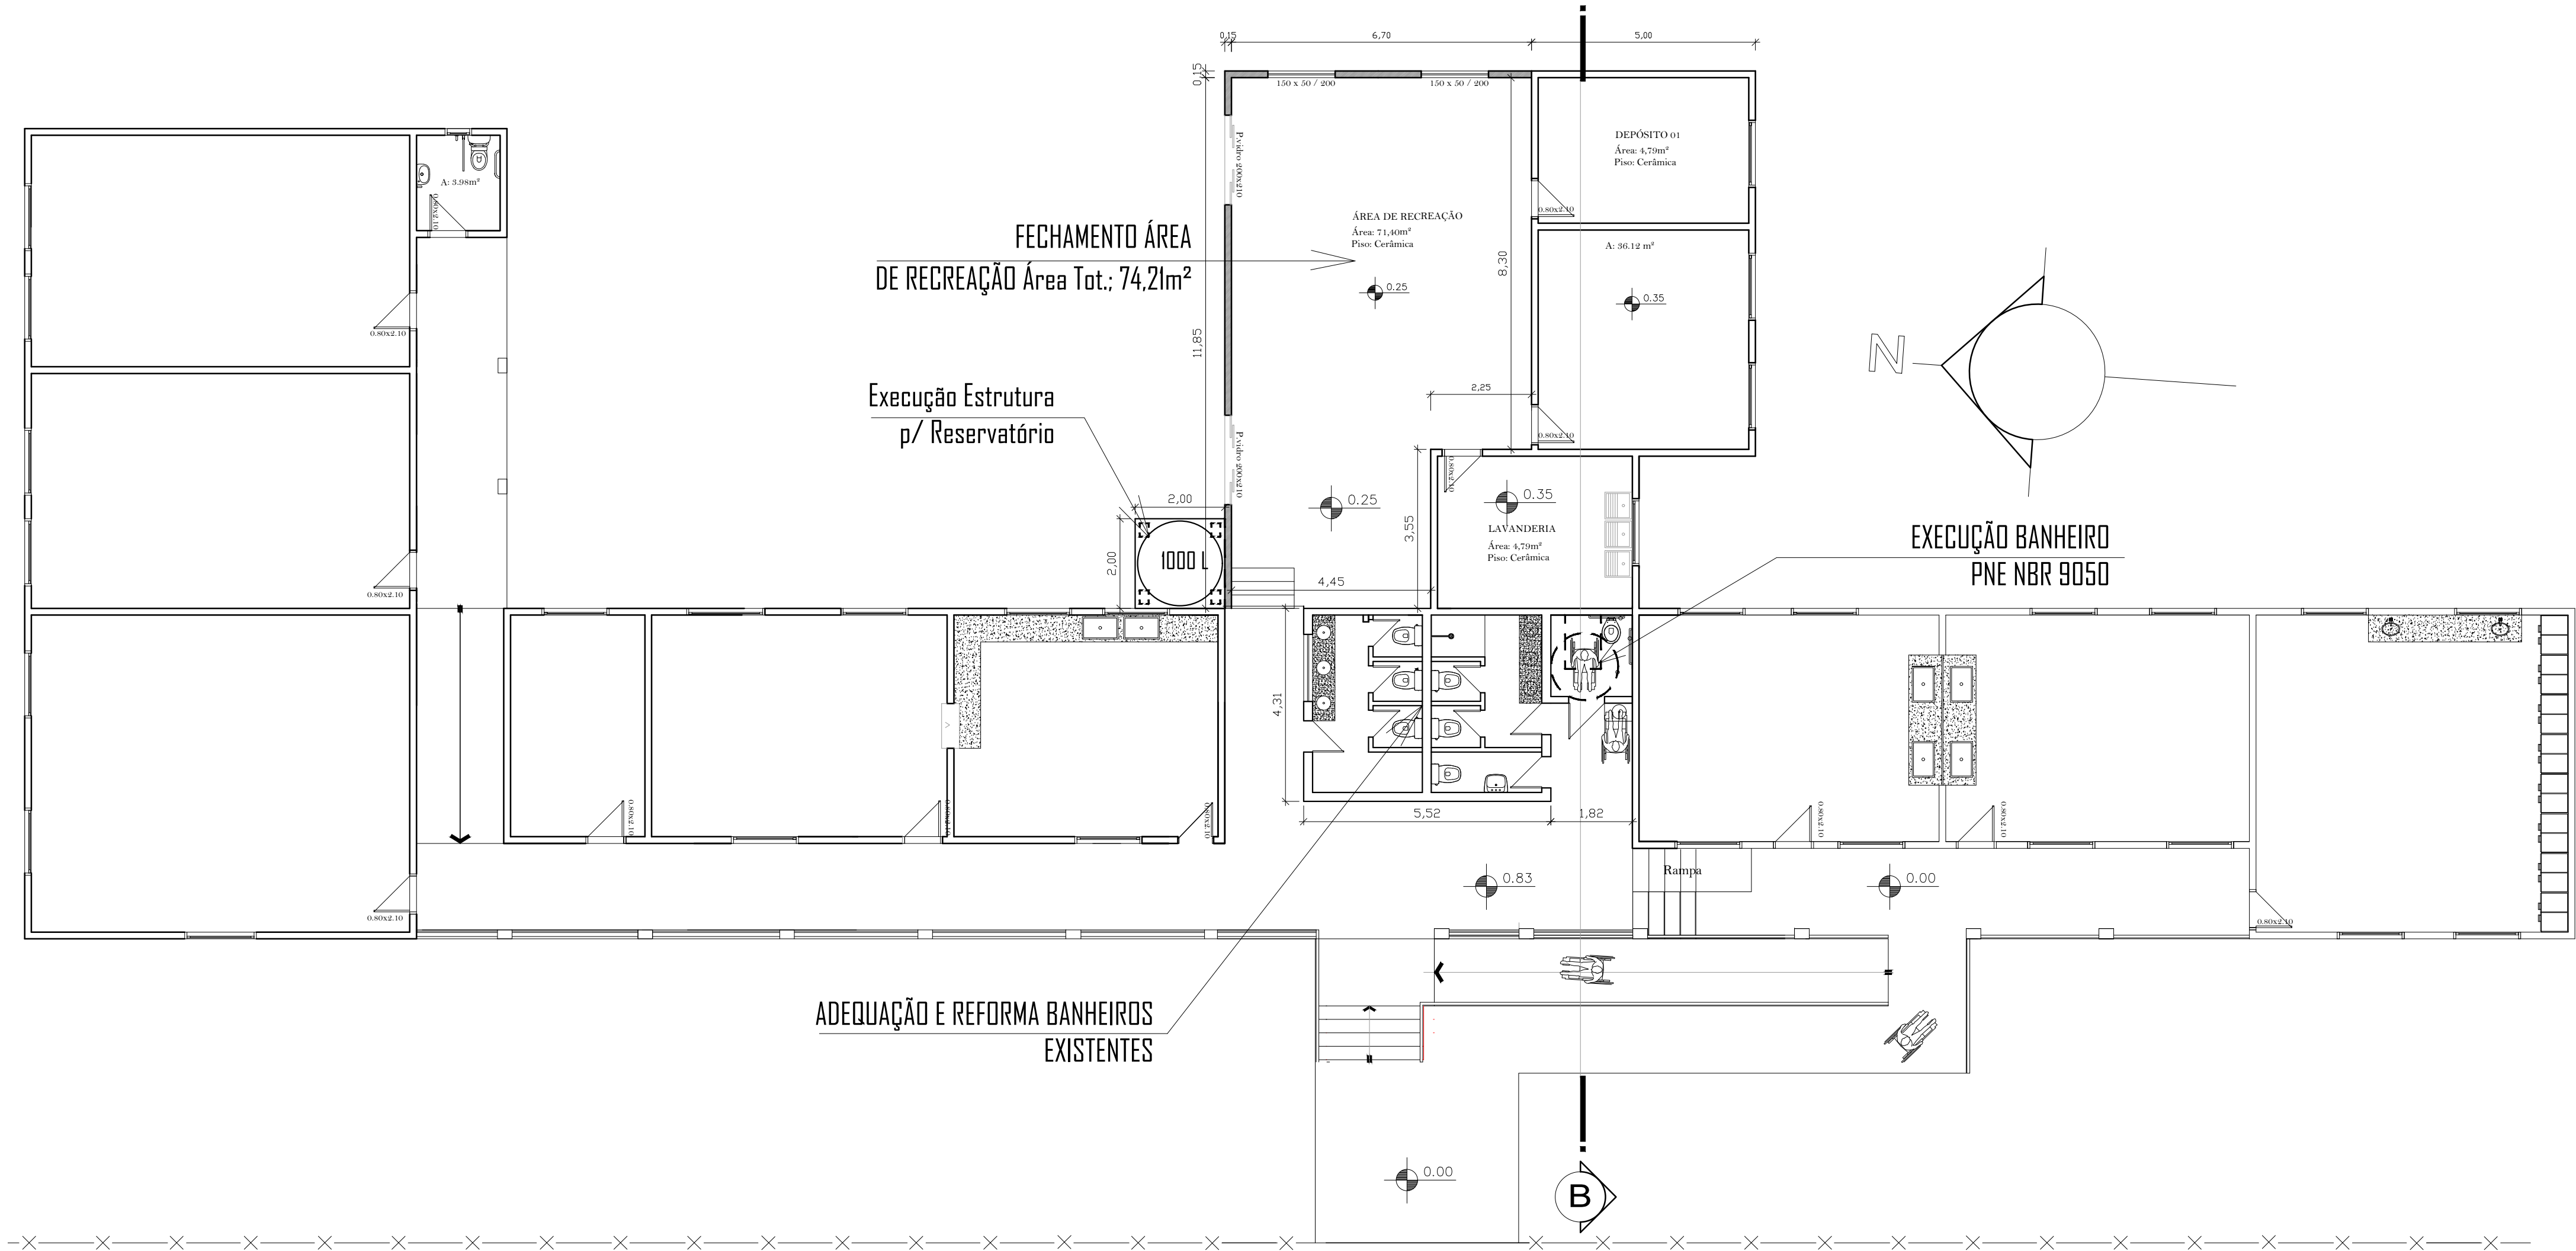 0,15
6,70
5,00
0,15
150 x 50 / 200
150 x 50 / 200
P.vidro 200x210
DEPÓSITO 01
Área: 4,79m²
Piso: Cerâmica
A: 3.98m²
0.80x2.10
0.80x2.10
FECHAMENTO ÁREA
DE RECREAÇÃO Área Tot.; 74,21m²
ÁREA DE RECREAÇÃO
Área: 71,40m²
Piso: Cerâmica
A: 36.12 m²
8,30
0.25
0.35
11,85
0.80x2.10
N
Execução Estrutura
p/ Reservatório
2,25
0.80x2.10
P.vidro 200x210
0.80x2.10
2,00
0.25
0.35
3,55
LAVANDERIA
Área: 4,79m²
Piso: Cerâmica
EXECUÇÃO BANHEIRO
PNE NBR 9050
2,00
1000 L
4,45
0.80x2.10
4,31
0.80x2.10
0.80x2.10
0.80x2.10
5,52
1,82
0.80x2.10
0.80x2.10
Rampa
0.83
0.00
0.80x2.10
0.80x2.10
ADEQUAÇÃO E REFORMA BANHEIROS
EXISTENTES
0.00
B